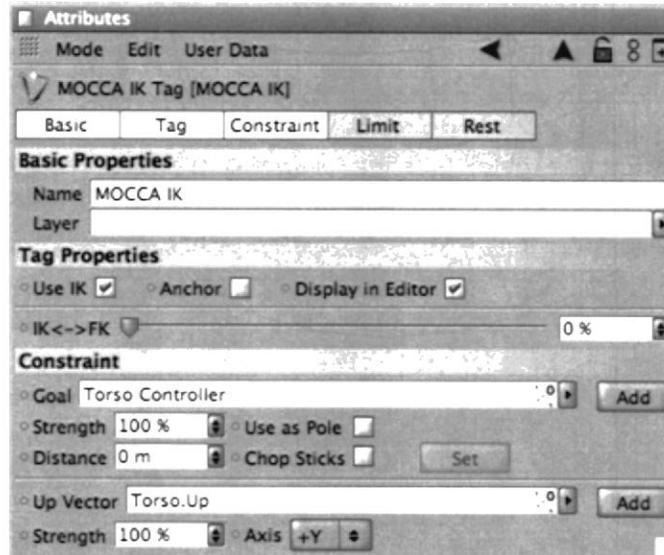 Attributes
Mode Edit User Data
MOCCA IK Tag [MOCCA IK]
Basic Tag Constraint Limit Rest
Basic Properties
Name MOCCA IK
Layer
Tag Properties
Use IK Anchor Display in Editor
IK<->FK 0 %
Constraint
Goal Torso Controller Add
Strength 100 % Use as Pole
Distance 0 m Chop Sticks Set
Up Vector Torso.Up Add
Strength 100 % Axis +Y